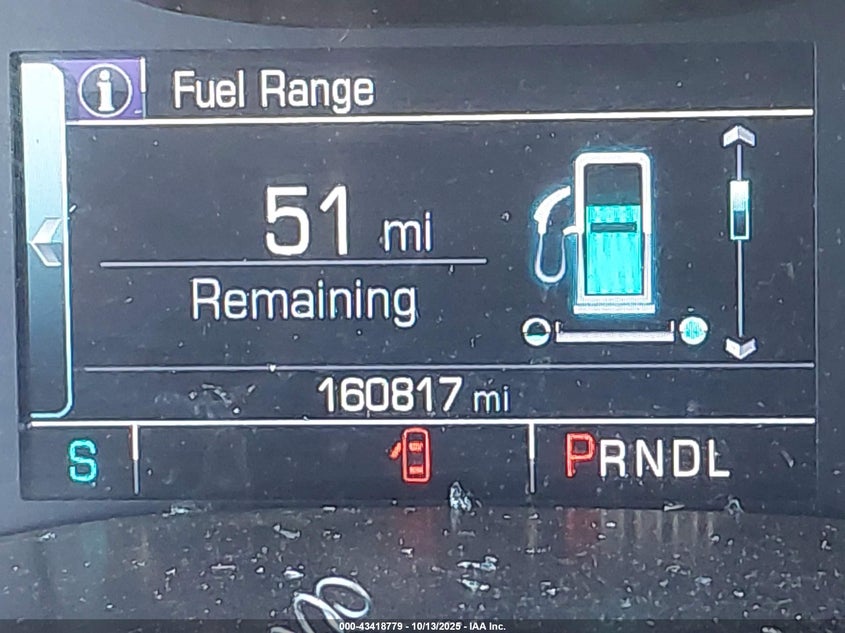 i Fuel Range
51 mi
Remaining
160817 mi
S PRNDL
000-43418779 - 10/13/2025 - IAA Inc.